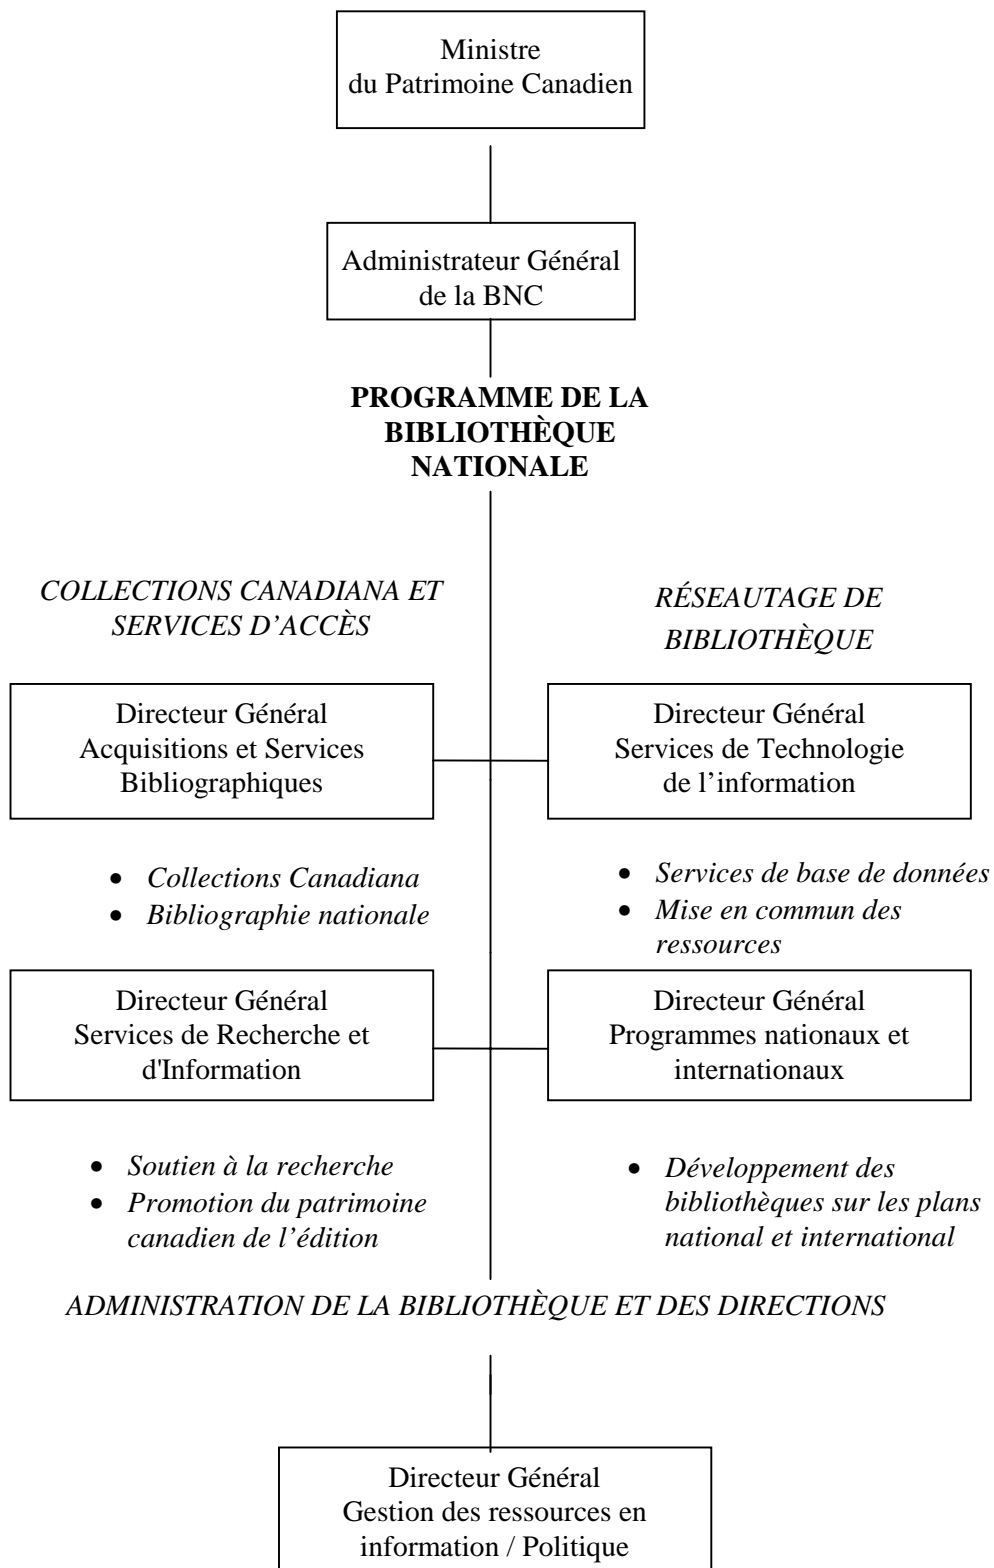 Ministre
du Patrimoine Canadien
Administrateur Général
de la BNC
PROGRAMME DE LA
BIBLIOTHÈQUE
NATIONALE
COLLECTIONS CANADIANA ET
SERVICES D’ACCÈS
RÉSEAUTAGE DE
BIBLIOTHÈQUE
Directeur Général
Acquisitions et Services
Bibliographiques
Directeur Général
Services de Technologie
de l’information
• Collections Canadiana
• Bibliographie nationale
• Services de base de données
• Mise en commun des
ressources
Directeur Général
Services de Recherche et
d'Information
Directeur Général
Programmes nationaux et
internationaux
• Soutien à la recherche
• Promotion du patrimoine
canadien de l’édition
• Développement des
bibliothèques sur les plans
national et international
ADMINISTRATION DE LA BIBLIOTHÈQUE ET DES DIRECTIONS
Directeur Général
Gestion des ressources en
information / Politique